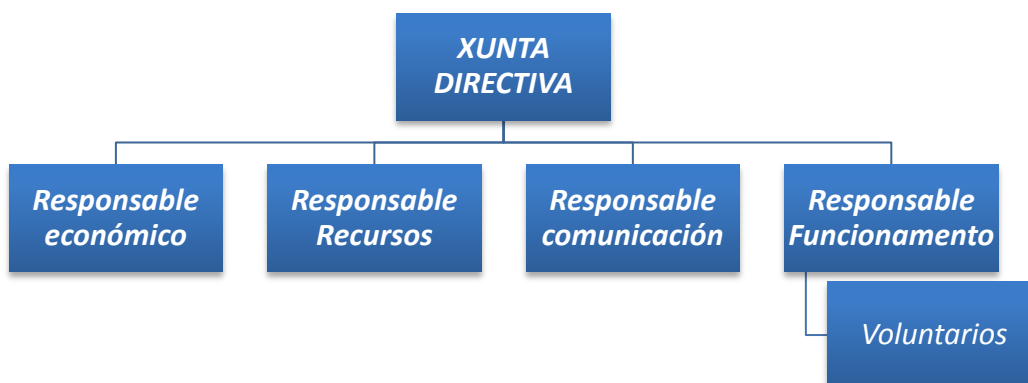 XUNTA
DIRECTIVA
Responsable
económico
Responsable
Recursos
Responsable
comunicación
Responsable
Funcionamento
Voluntarios